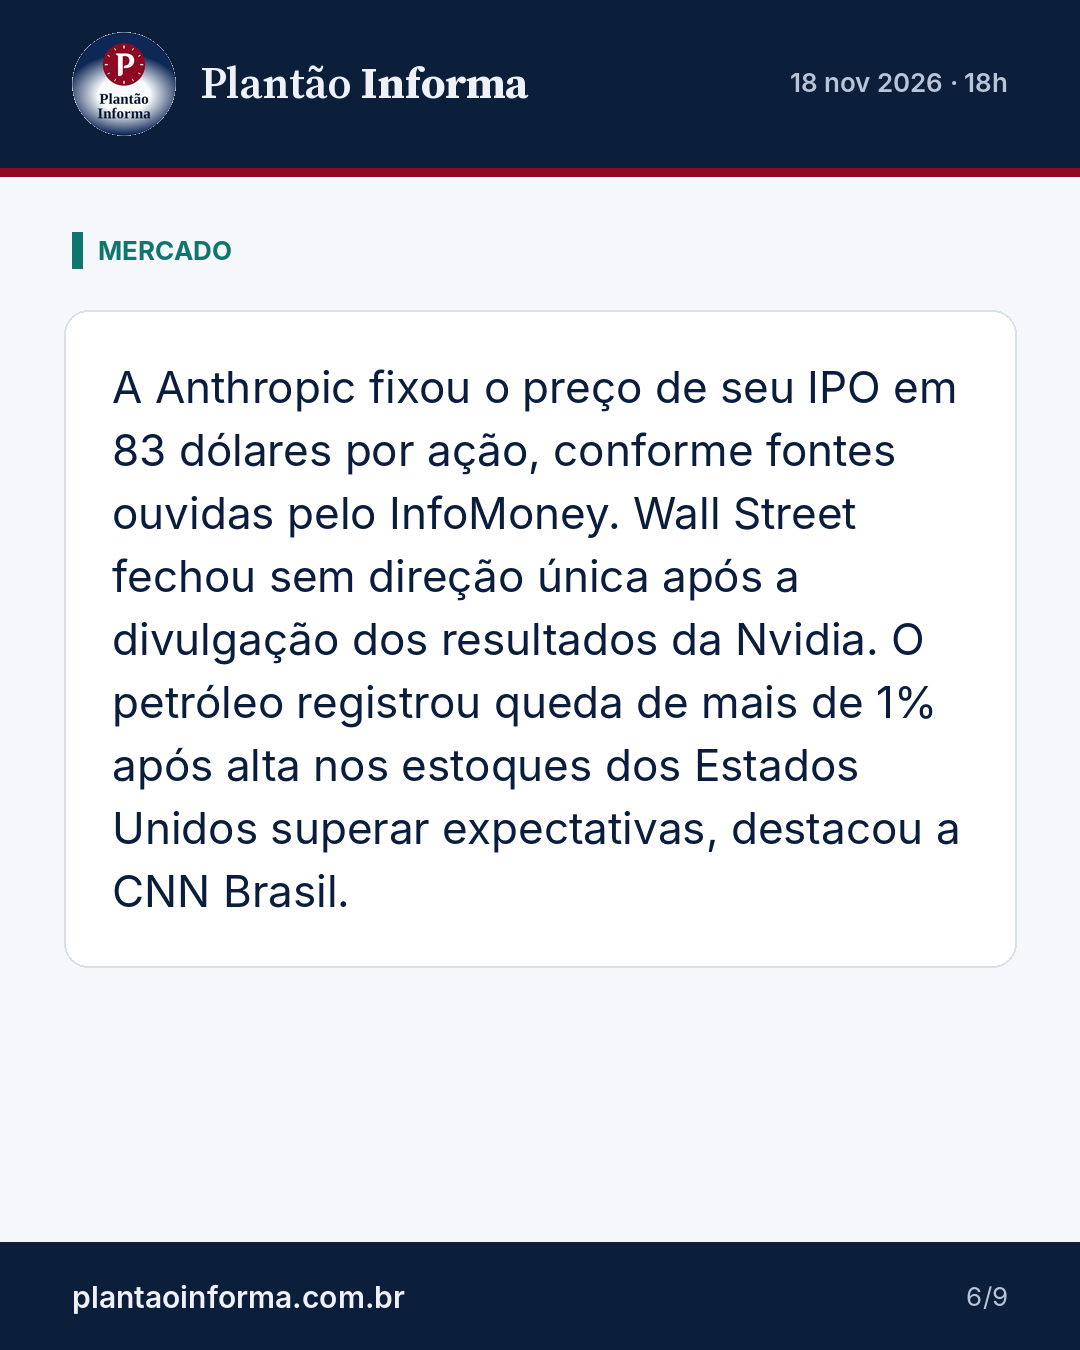 P
Plantão
Informa
Plantão Informa
18 nov 2026 · 18h
MERCADO
A Anthropic fixou o preço de seu IPO em
83 dólares por ação, conforme fontes
ouvidas pelo InfoMoney. Wall Street
fechou sem direção única após a
divulgação dos resultados da Nvidia. O
petróleo registrou queda de mais de 1%
após alta nos estoques dos Estados
Unidos superar expectativas, destacou a
CNN Brasil.
plantaoinforma.com.br
6/9